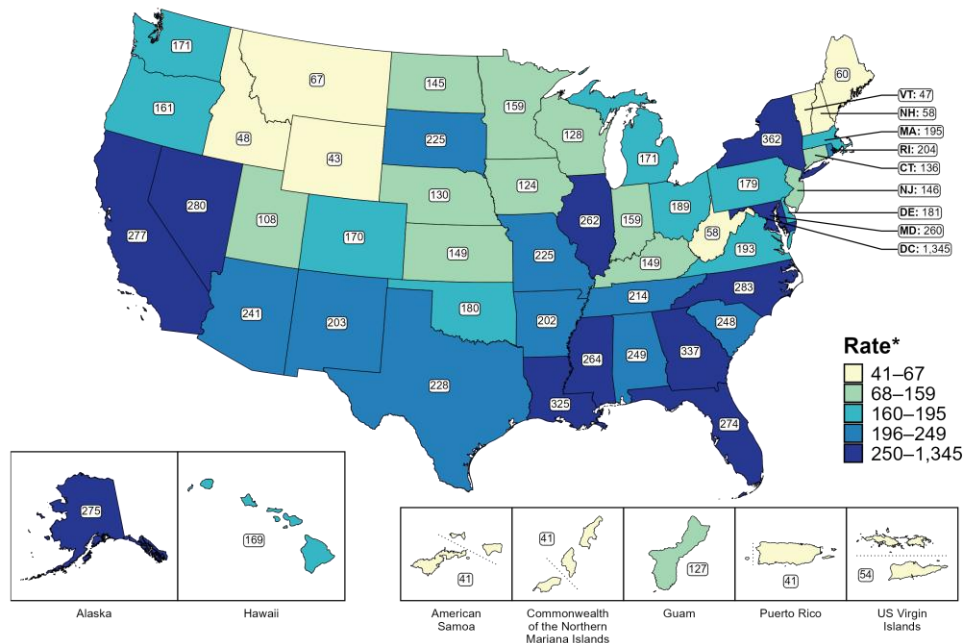 171
67
145
159
60
VT: 47
NH: 58
MA: 195
RI: 204
CT: 136
NJ: 146
DE: 181
MD: 260
DC: 1,345
161
48
225
128
171
362
43
124
179
280
130
262
159
189
277
108
170
58
193
149
225
149
283
241
203
180
202
214
248
264
249
337
228
325
274
Rate*
41–67
68–159
160–195
196–249
250–1,345
275
169
41
41
127
41
54
Alaska
Hawaii
American
Samoa
Commonwealth
of the Northern
Mariana Islands
Guam
Puerto Rico
US Virgin
Islands